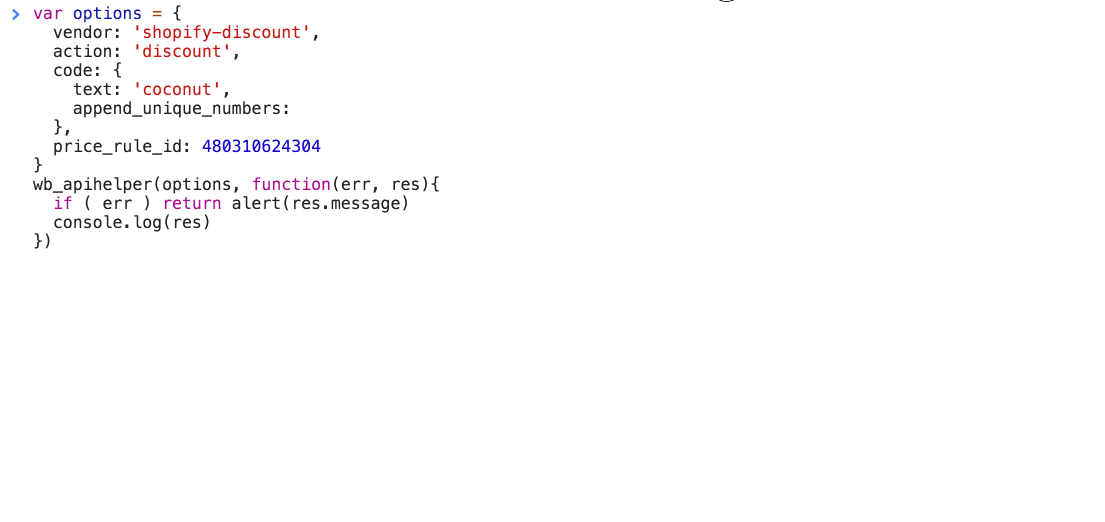 var options = {
  vendor: 'shopify-discount',
  action: 'discount',
  code: {
    text: 'coconut',
    append_unique_numbers:
  },
  price_rule_id: 480310624304
}
wb_apihelper(options, function(err, res){
  if ( err ) return alert(res.message)
  console.log(res)
})